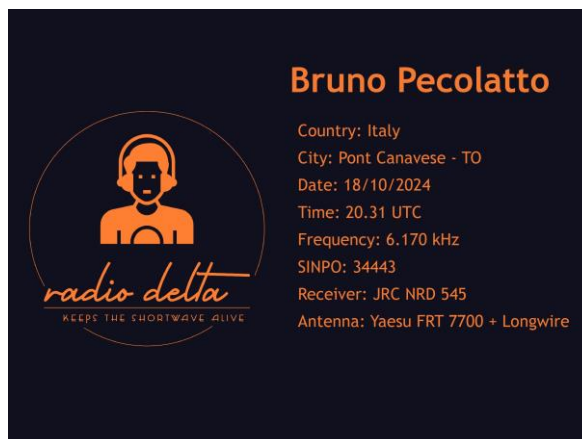 Bruno Pecolatto
Country: Italy
City: Pont Canavese - TO
Date: 18/10/2024
Time: 20.31 UTC
Frequency: 6.170 kHz
SINPO: 34443
Receiver: JRC NRD 545
Antenna: Yaesu FRT 7700 + Longwire
radio delta
KEEPS THE SHORTWAVE ALIVE